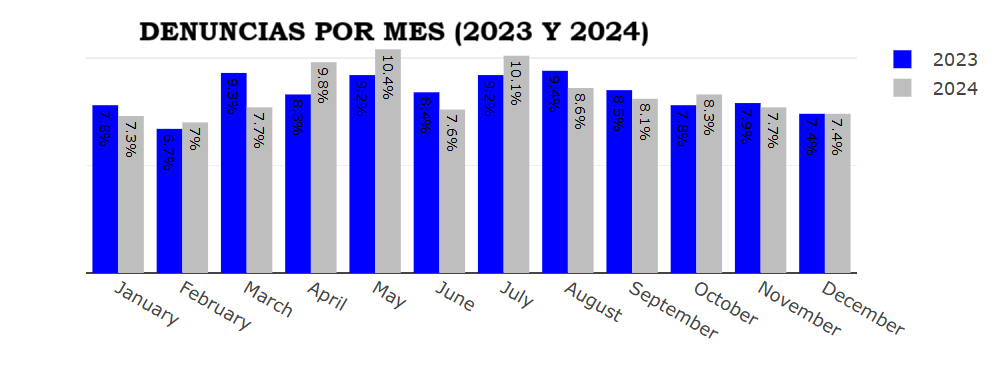 DENUNCIAS POR MES (2023 Y 2024)
2023
2024
7.8%
7.3%
6.7%
7%
9.3%
7.7%
8.3%
9.8%
9.2%
10.4%
8.4%
7.6%
9.2%
10.1%
9.4%
8.6%
8.5%
8.1%
7.8%
8.3%
7.9%
7.7%
7.4%
7.4%
January
February
March
April
May
June
July
August
September
October
November
December